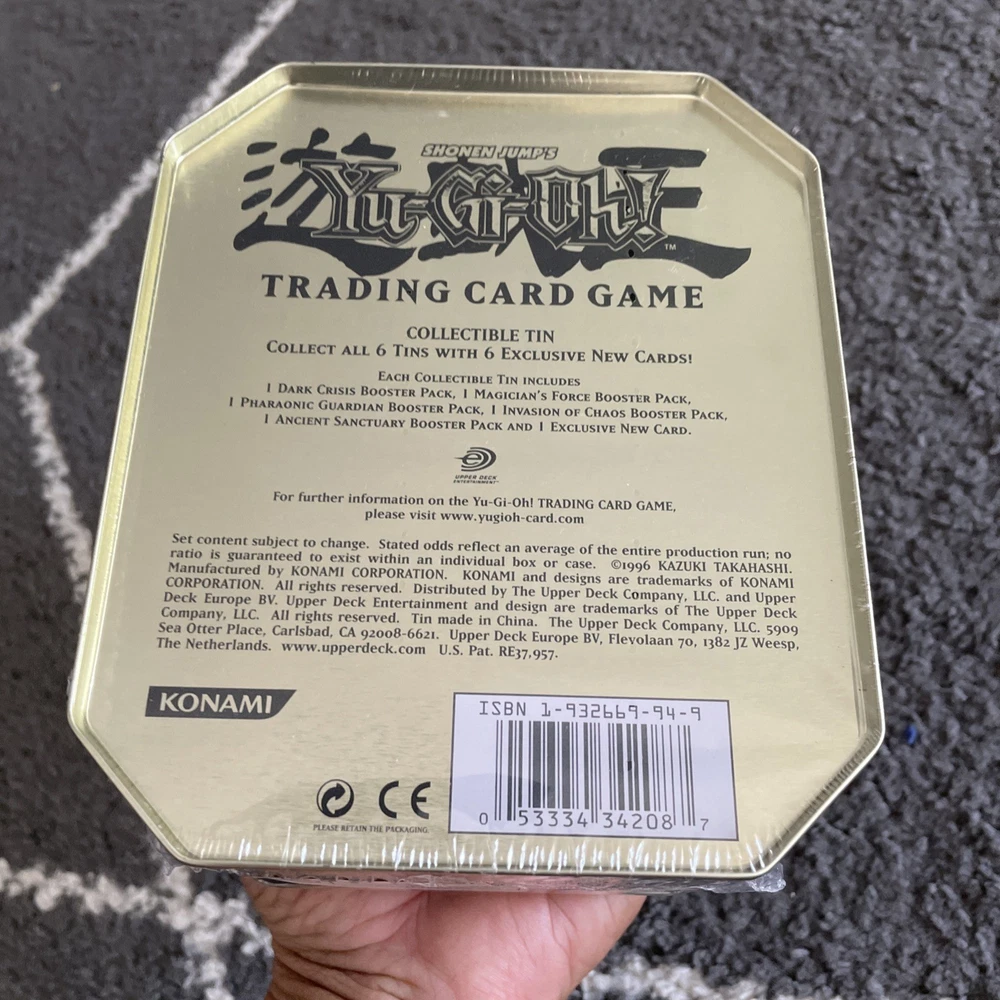 SHONEN JUMP'S
遊戯王
Yu-Gi-Oh!
TM
TRADING CARD GAME
COLLECTIBLE TIN
COLLECT ALL 6 TINS WITH 6 EXCLUSIVE NEW CARDS!
EACH COLLECTIBLE TIN INCLUDES
1 DARK CRISIS BOOSTER PACK, 1 MAGICIAN'S FORCE BOOSTER PACK,
1 PHARAONIC GUARDIAN BOOSTER PACK, 1 INVASION OF CHAOS BOOSTER PACK,
1 ANCIENT SANCTUARY BOOSTER PACK AND 1 EXCLUSIVE NEW CARD.
UPPER DECK
ENTERTAINMENT™
For further information on the Yu-Gi-Oh! TRADING CARD GAME,
please visit www.yugioh-card.com
Set content subject to change. Stated odds reflect an average of the entire production run; no
ratio is guaranteed to exist within an individual box or case. ©1996 KAZUKI TAKAHASHI.
Manufactured by KONAMI CORPORATION. KONAMI and designs are trademarks of KONAMI
CORPORATION. All rights reserved. Distributed by The Upper Deck Company, LLC. and Upper
Deck Europe BV. Upper Deck Entertainment and design are trademarks of The Upper Deck
Company, LLC. All rights reserved. Tin made in China. The Upper Deck Company, LLC. 5909
Sea Otter Place, Carlsbad, CA 92008-6621. Upper Deck Europe BV, Flevolaan 70, 1382 JZ Weesp,
The Netherlands. www.upperdeck.com U.S. Pat. RE37,957.
KONAMI
ISBN 1-932669-94-9
CE
PLEASE RETAIN THE PACKAGING
0 53334 34208 7